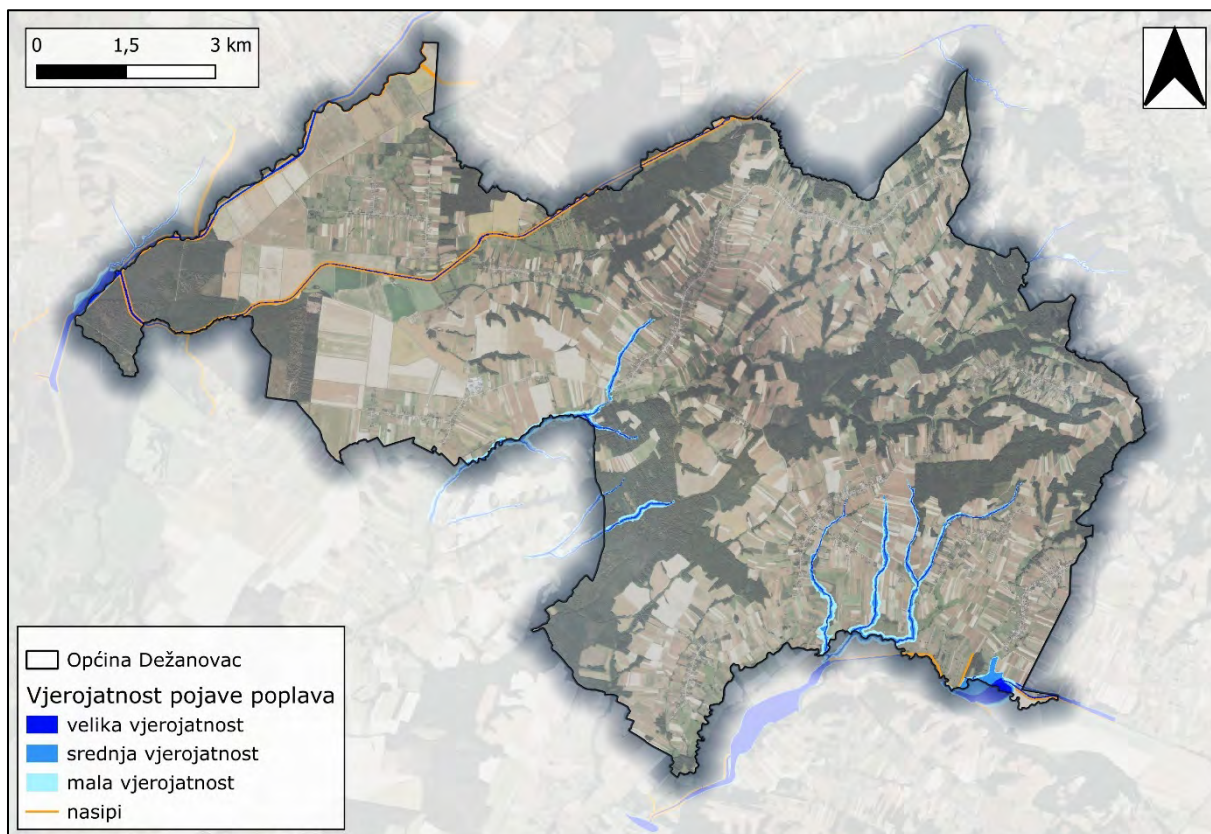 0 1,5 3 km
Općina Dežanovac
Vjerojatnost pojave poplava
velika vjerojatnost
srednja vjerojatnost
mala vjerojatnost
nasipi